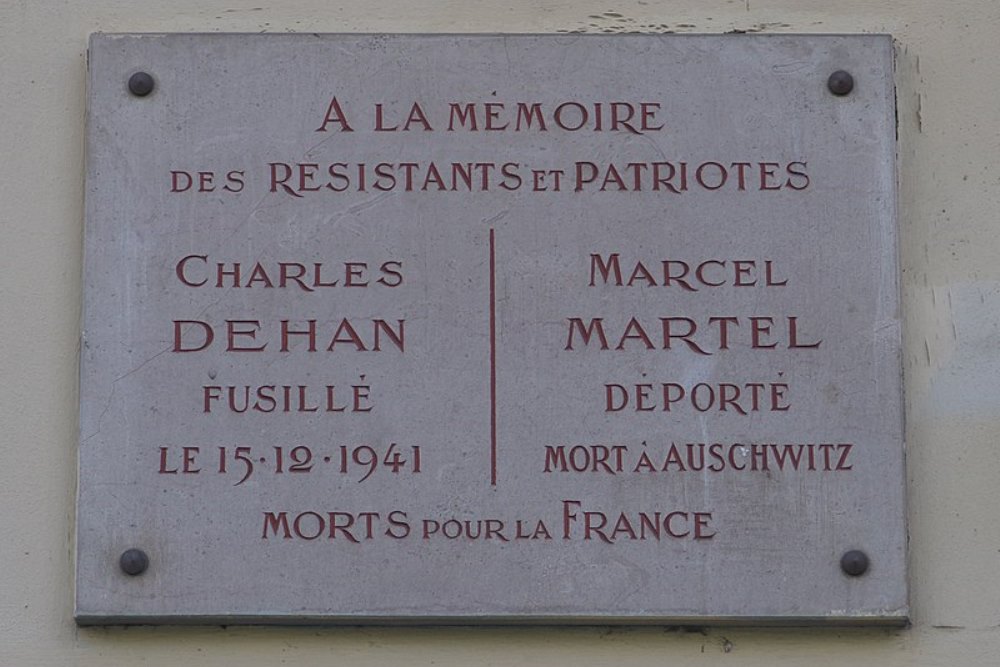 A LA MÉMOIRE
DES RESISTANTS ET PATRIOTES
CHARLES
DEHAN
FUSILLÉ
LE 15·12·1941
MARCEL
MARTEL
DÉPORTÉ
MORT À AUSCHWITZ
MORTS POUR LA FRANCE